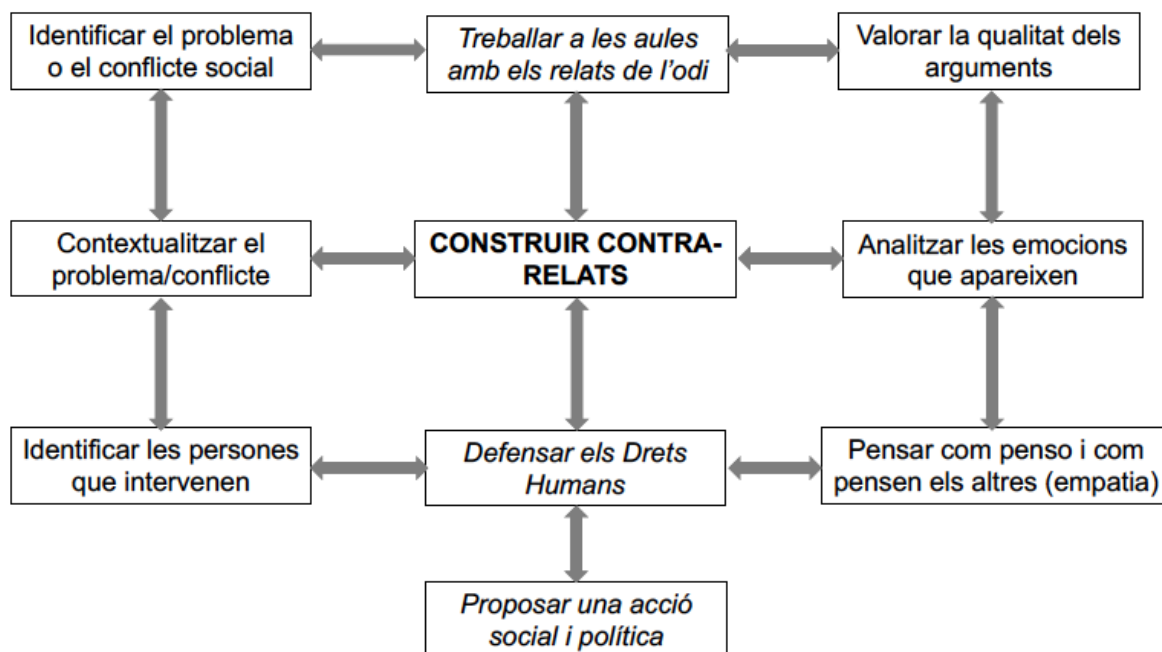 Identificar el problema
o el conflicte social
Treballar a les aules
amb els relats de l'odi
Valorar la qualitat dels
arguments
Contextualitzar el
problema/conflicte
CONSTRUIR CONTRA-
RELATS
Analitzar les emocions
que apareixen
Identificar les persones
que intervenen
Defensar els Drets
Humans
Pensar com penso i com
pensen els altres (empatia)
Proposar una acció
social i política